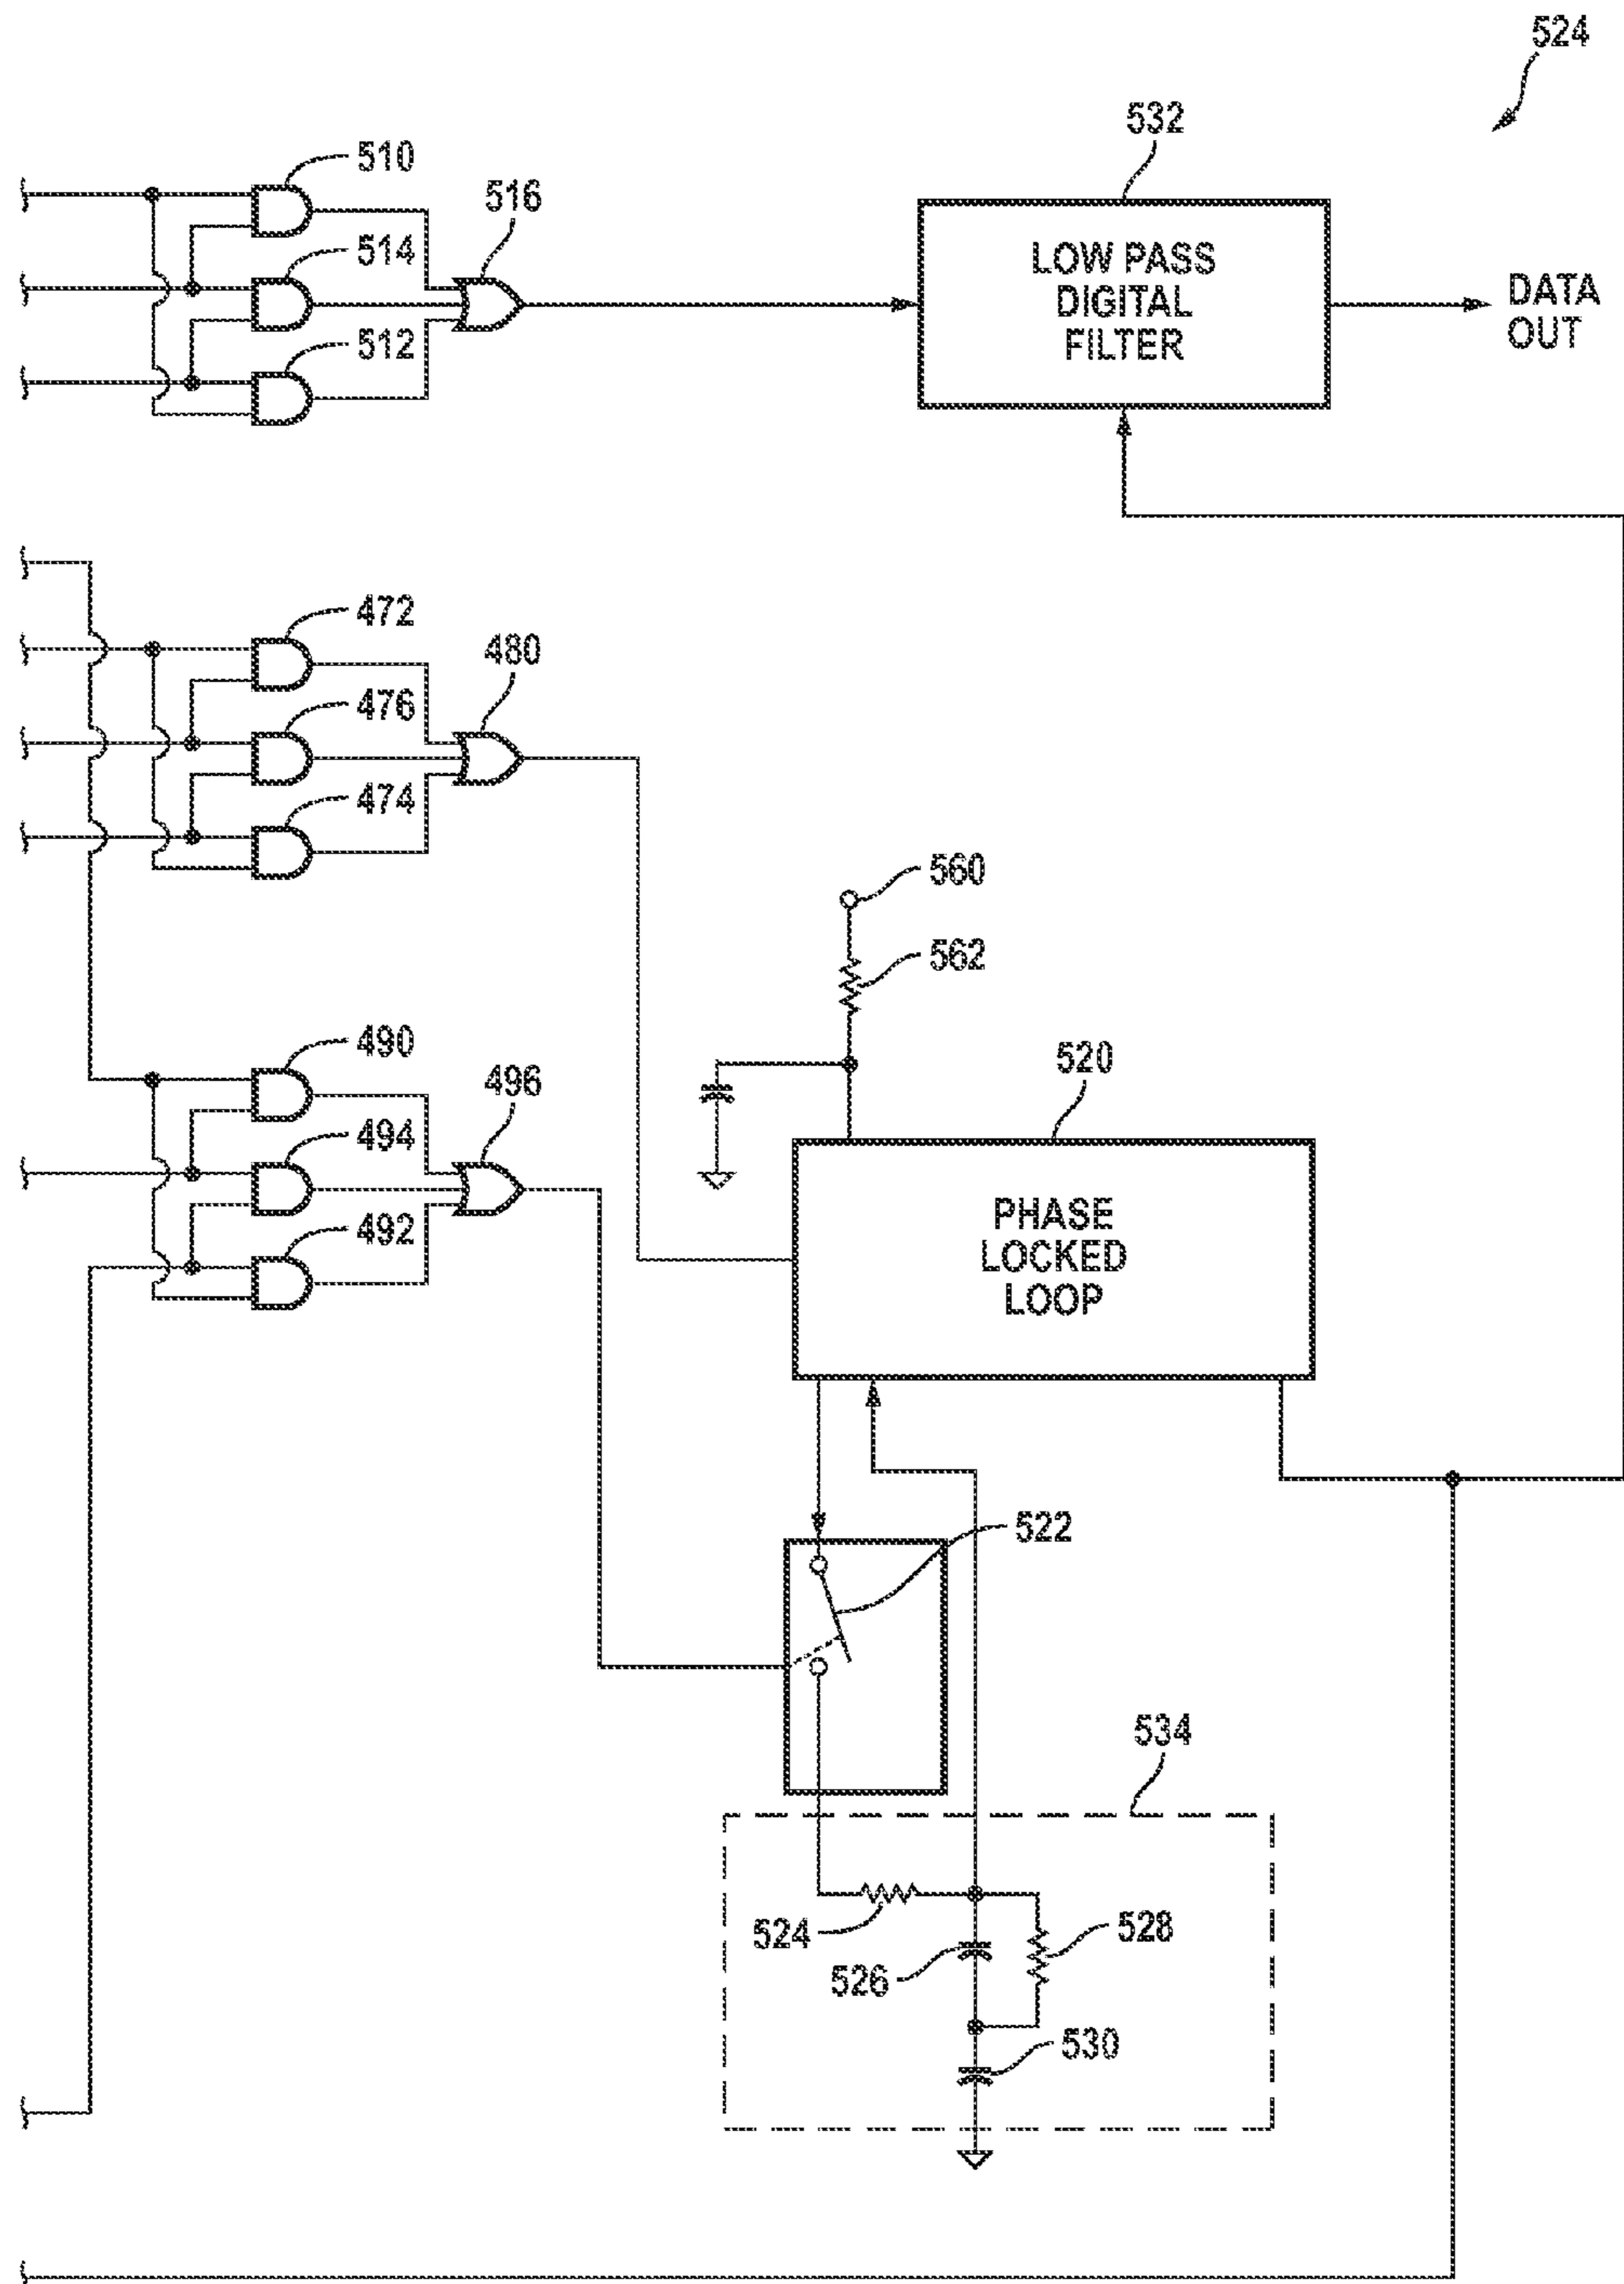 524
532
510
516
514
512
LOW PASS
DIGITAL
FILTER
DATA
OUT
472
480
476
474
560
562
490
496
494
492
520
PHASE
LOCKED
LOOP
522
534
524
528
526
530